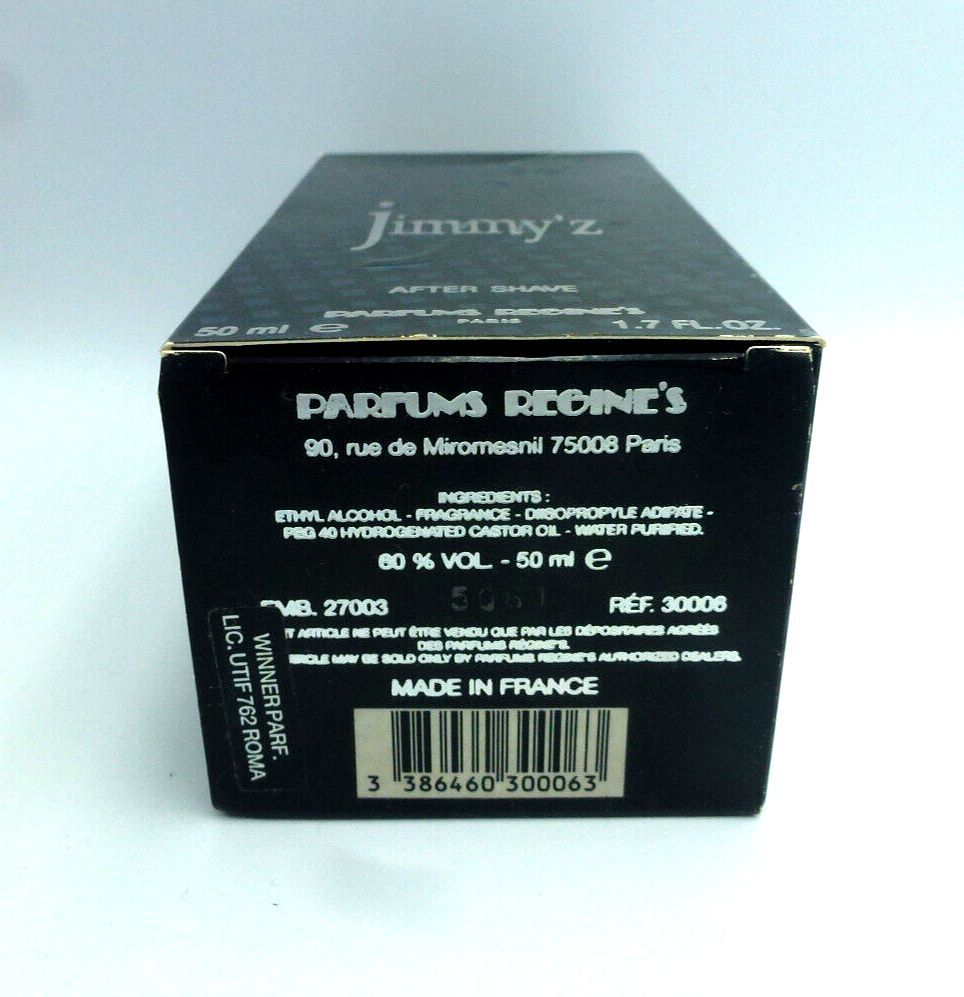 jimmy'z
AFTER SHAVE
PARFUMS REGINE'S
PARIS
50 ml e 1.7 FL.OZ.
PARFUMS REGINE'S
90, rue de Miromesnil 75008 Paris
INGREDIENTS :
ETHYL ALCOHOL - FRAGRANCE - DIISOPROPYLE ADIPATE -
PEG 40 HYDROGENATED CASTOR OIL - WATER PURIFIED.
60 % VOL. - 50 ml e
EMB. 27003 RÉF. 30006
ARTICLE NE PEUT ÊTRE VENDU QUE PAR LES DÉPOSITAIRES AGRÉÉS
DES PARFUMS RÉGINE'S.
MAY BE SOLD ONLY BY PARFUMS REGINE'S AUTHORIZED DEALERS.
MADE IN FRANCE
3 386460 300063
WINNER PARF.
LIC. UTIF 762 ROMA